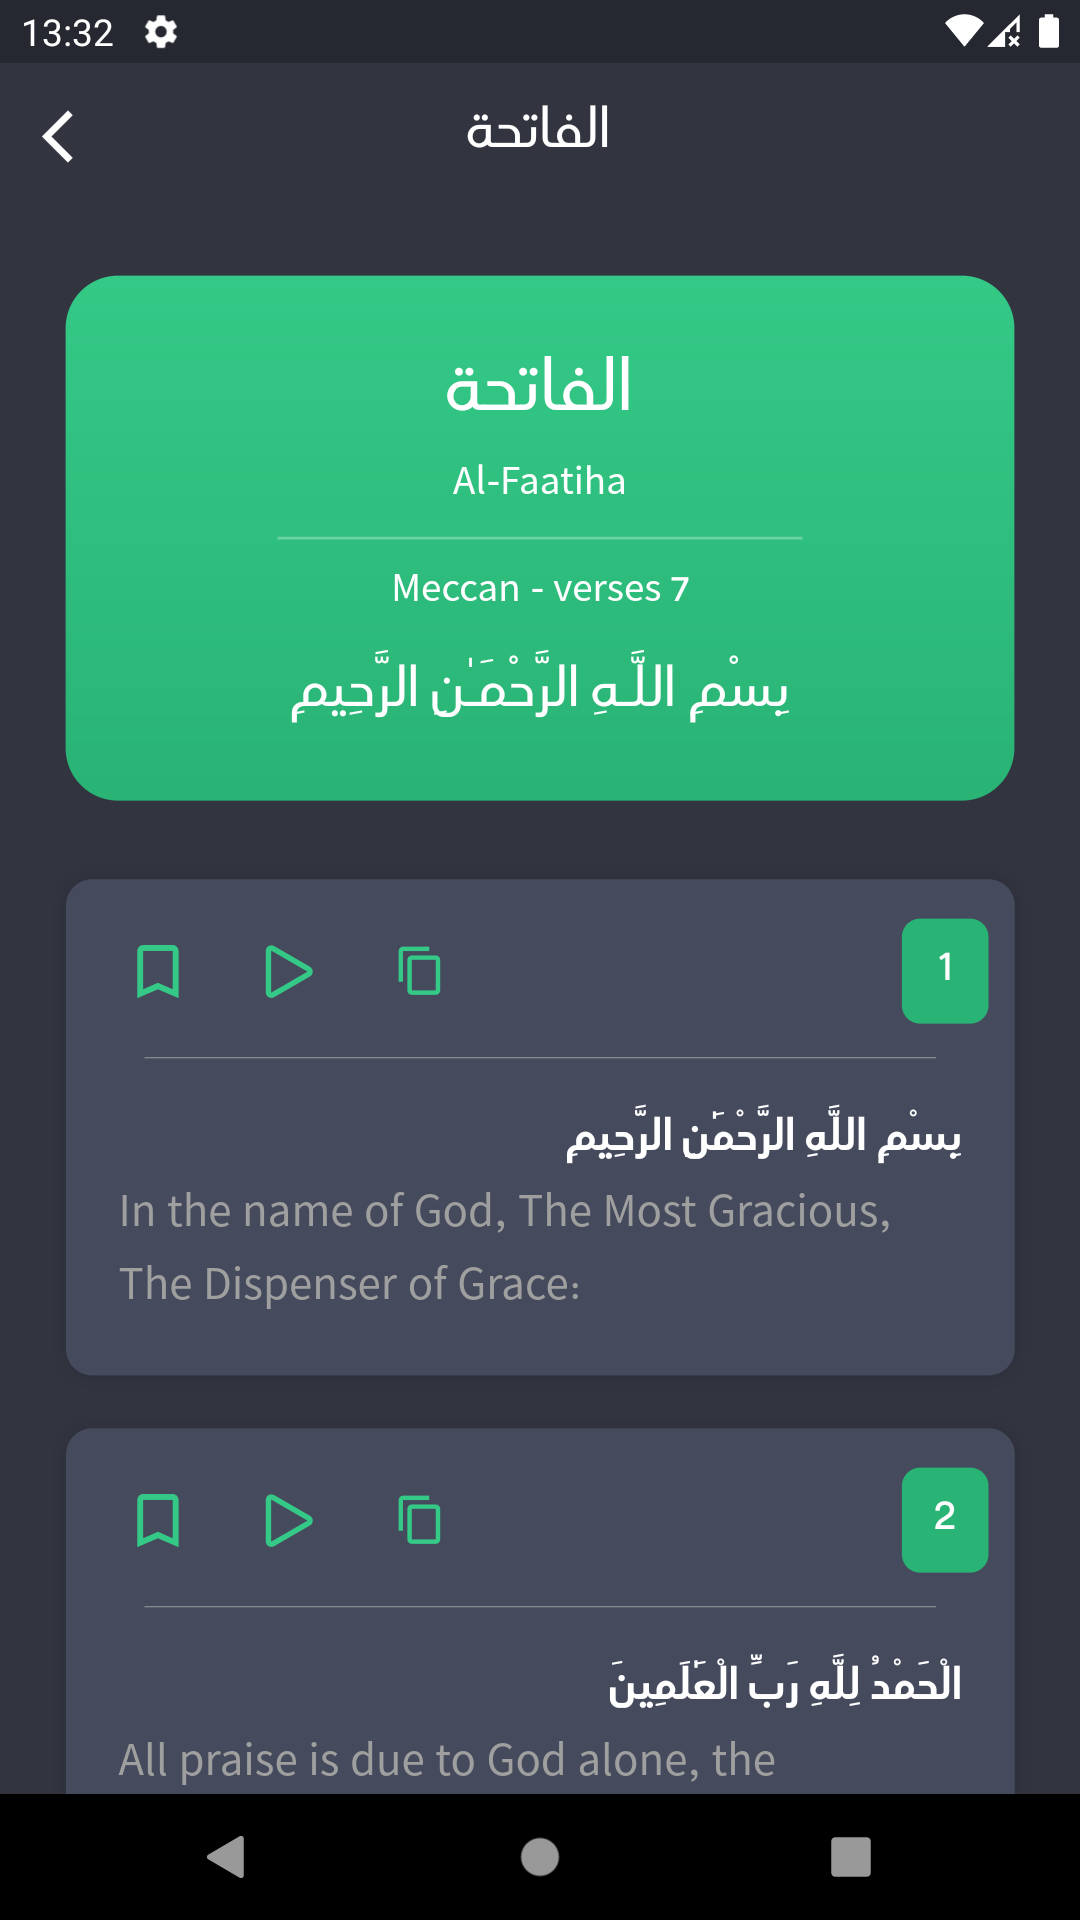 13:32
الفاتحة
الفاتحة
Al-Faatiha
Meccan - verses 7
بِسْمِ اللَّـهِ الرَّحْمَـٰنِ الرَّحِيمِ
1
بِسْمِ اللَّهِ الرَّحْمَٰنِ الرَّحِيمِ
In the name of God, The Most Gracious,
The Dispenser of Grace:
2
الْحَمْدُ لِلَّهِ رَبِّ الْعَٰلَمِينَ
All praise is due to God alone, the